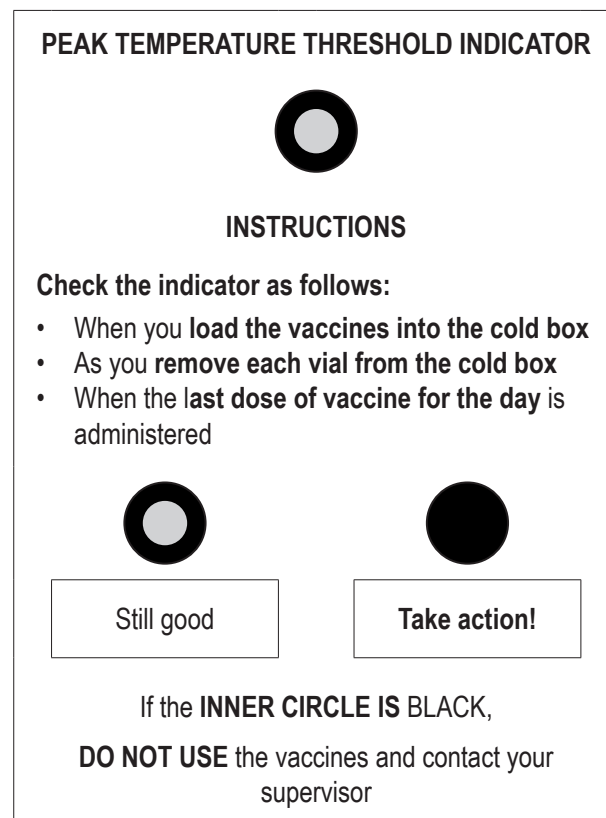 PEAK TEMPERATURE THRESHOLD INDICATOR
INSTRUCTIONS
Check the indicator as follows:
• When you load the vaccines into the cold box
• As you remove each vial from the cold box
• When the last dose of vaccine for the day is
administered
Still good
Take action!
If the INNER CIRCLE IS BLACK,
DO NOT USE the vaccines and contact your
supervisor